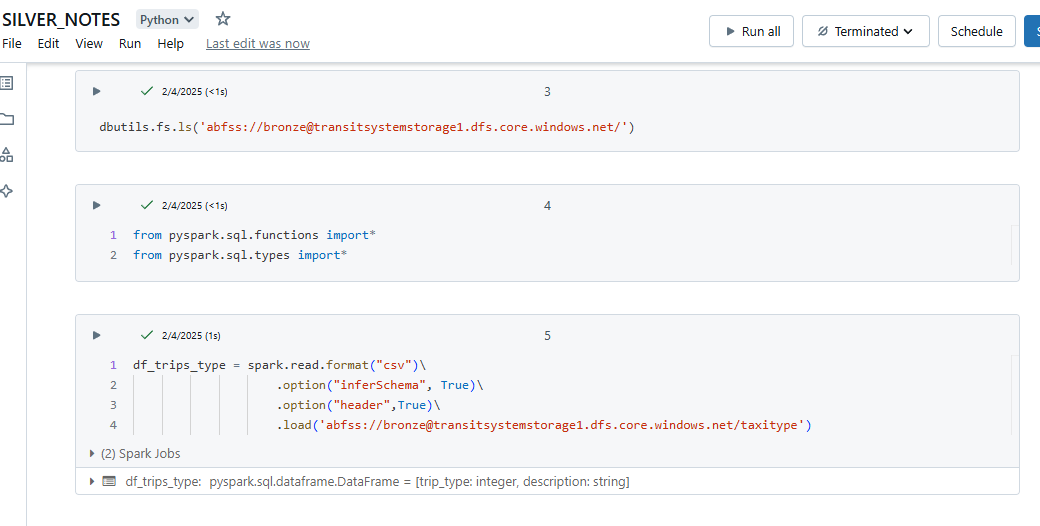 SILVER_NOTES Python
File Edit View Run Help Last edit was now
Run all Terminated Schedule
2/4/2025 (<1s) 3
dbutils.fs.ls('abfss://bronze@transitsystemstorage1.dfs.core.windows.net/')
2/4/2025 (<1s) 4
1 from pyspark.sql.functions import*
2 from pyspark.sql.types import*
2/4/2025 (1s) 5
1 df_trips_type = spark.read.format("csv")\
2 .option("inferSchema", True)\
3 .option("header",True)\
4 .load('abfss://bronze@transitsystemstorage1.dfs.core.windows.net/taxitype')
(2) Spark Jobs
df_trips_type: pyspark.sql.dataframe.DataFrame = [trip_type: integer, description: string]